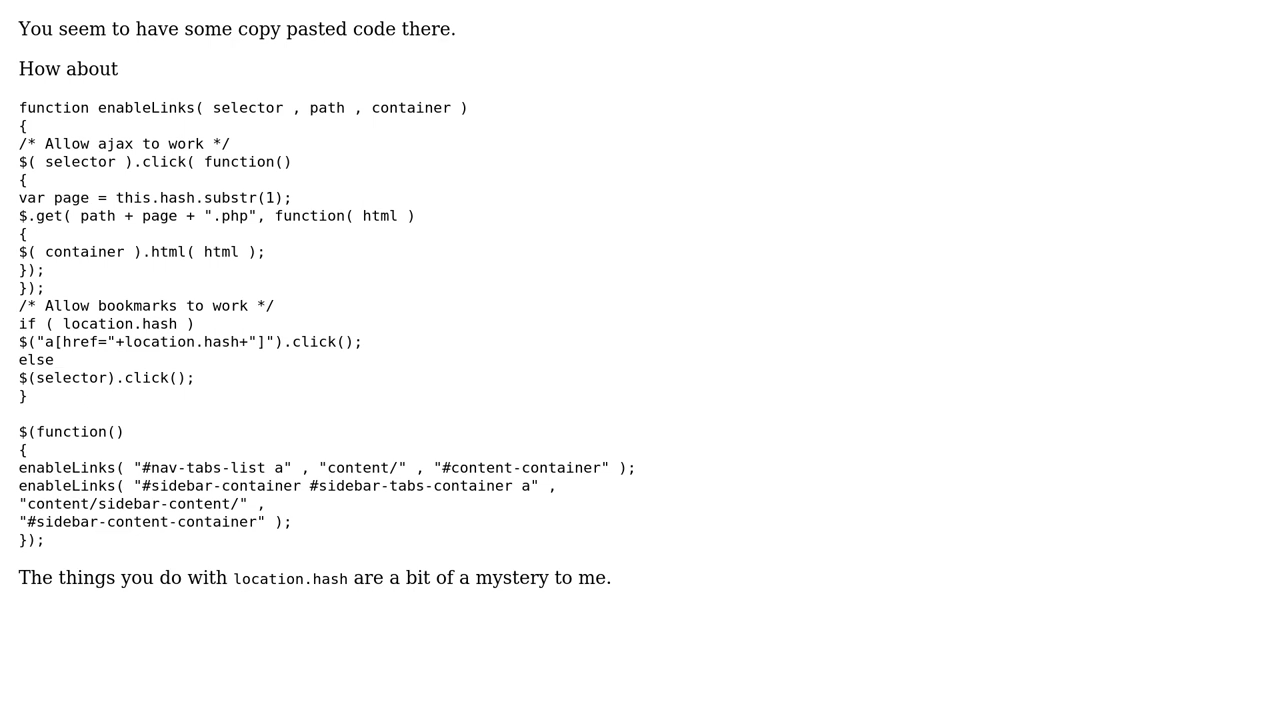 You seem to have some copy pasted code there.
How about
function enableLinks( selector , path , container )
{
/* Allow ajax to work */
$( selector ).click( function()
{
var page = this.hash.substr(1);
$.get( path + page + ".php", function( html )
{
$( container ).html( html );
});
});
/* Allow bookmarks to work */
if ( location.hash )
$("a[href="+location.hash+"]").click();
else
$(selector).click();
}

$(function()
{
enableLinks( "#nav-tabs-list a" , "content/" , "#content-container" );
enableLinks( "#sidebar-container #sidebar-tabs-container a" ,
"content/sidebar-content/" ,
"#sidebar-content-container" );
});
The things you do with location.hash are a bit of a mystery to me.